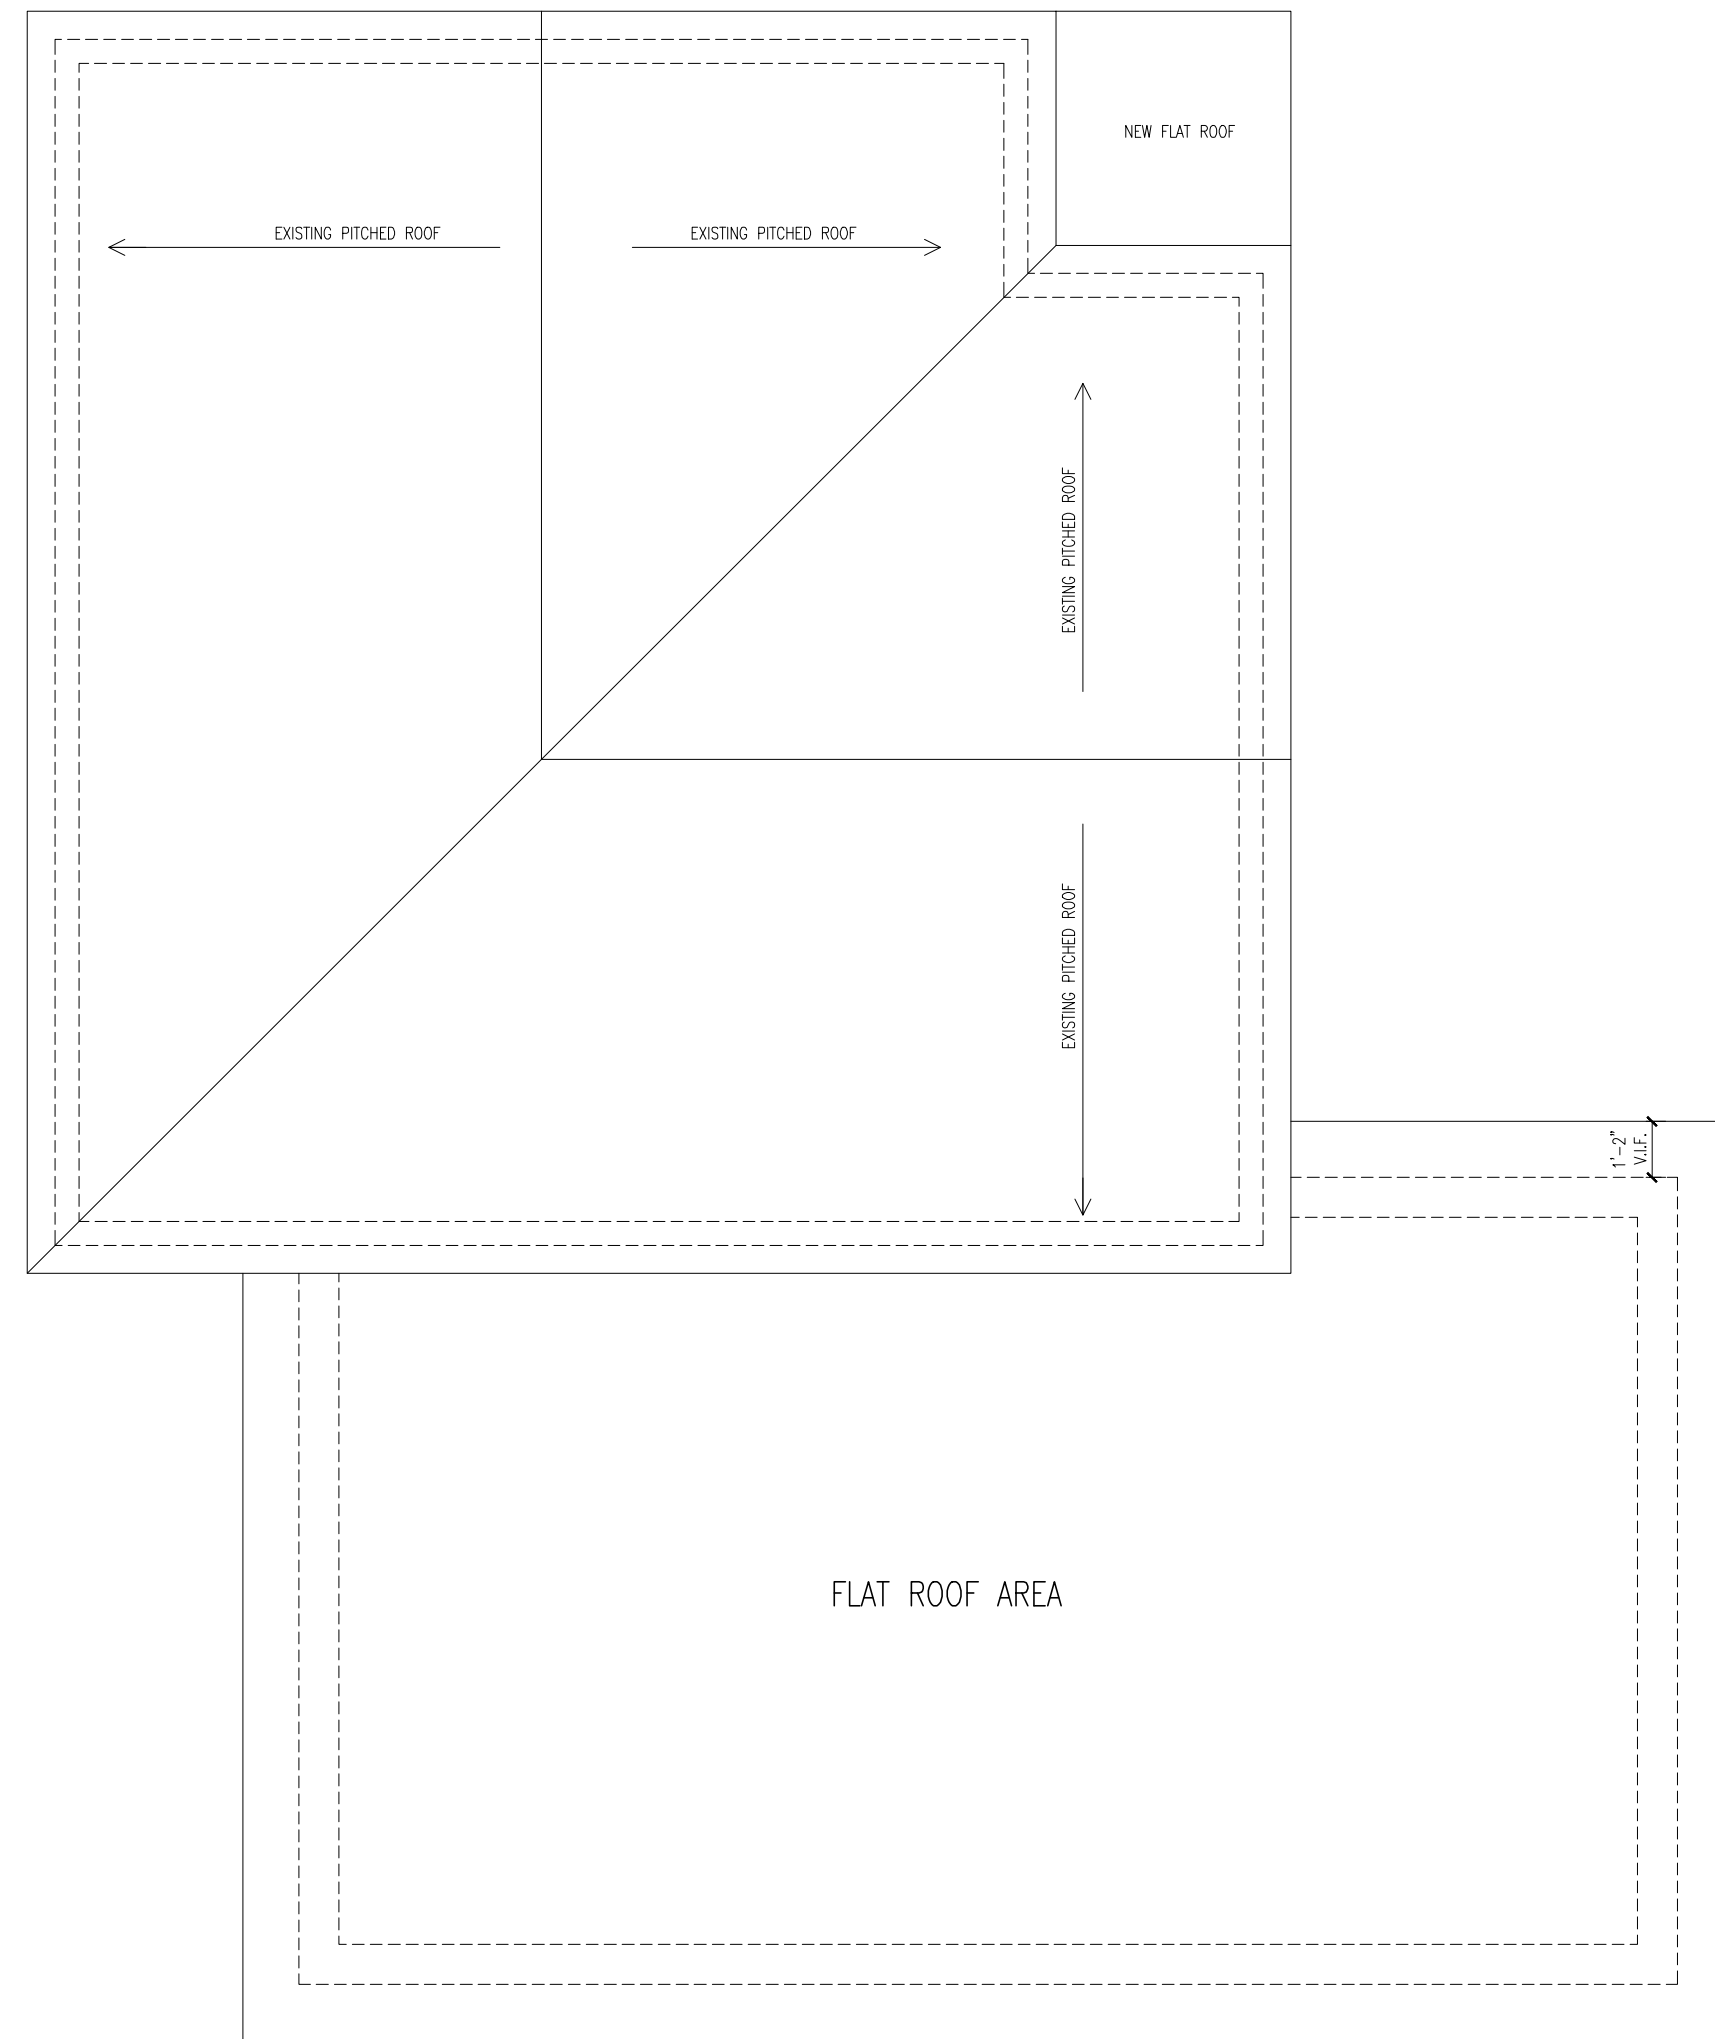 NEW FLAT ROOF
EXISTING PITCHED ROOF
EXISTING PITCHED ROOF
EXISTING PITCHED ROOF
EXISTING PITCHED ROOF
1'-2"
V.I.F.
FLAT ROOF AREA